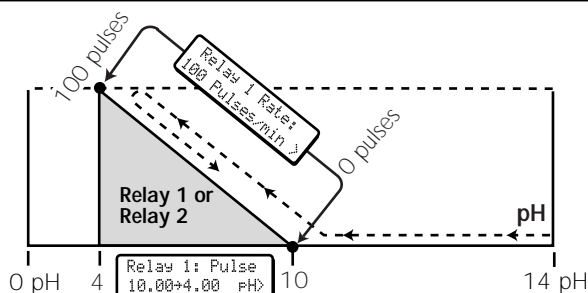 100 pulses
Relay 1 Rate:
100 Pulses/min >
0 pulses
Relay 1 or
Relay 2
pH
Relay 1: Pulse
10.00→4.00 pH>
0 pH
4
10
14 pH